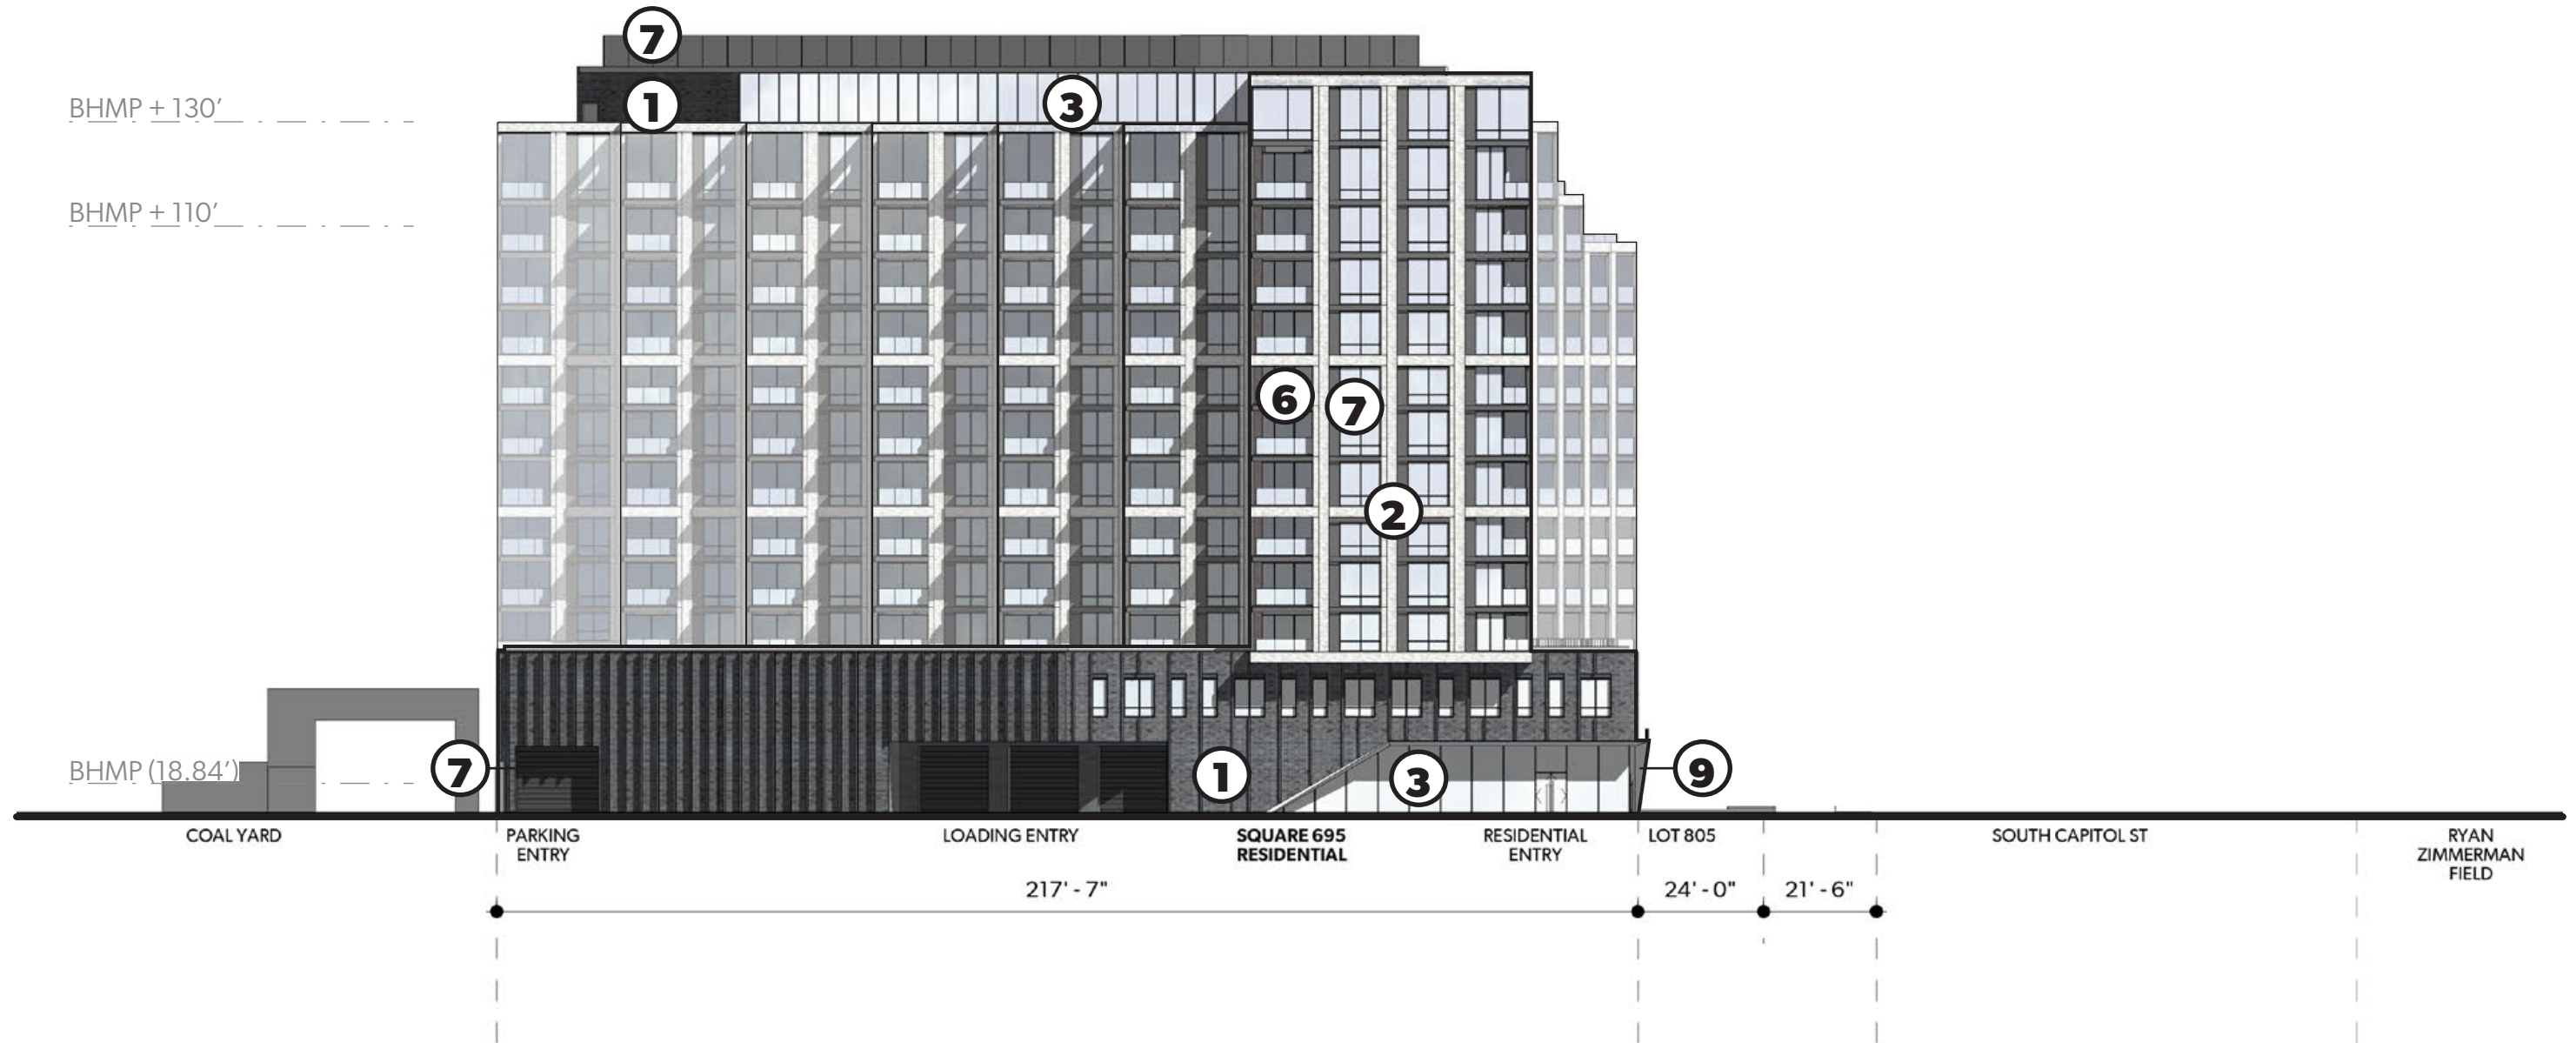 7
1
3
BHMP + 130'
BHMP + 110'
6
7
2
BHMP (18.84')
7
1
3
9
COAL YARD
PARKING
ENTRY
LOADING ENTRY
SQUARE 695
RESIDENTIAL
RESIDENTIAL
ENTRY
LOT 805
SOUTH CAPITOL ST
RYAN
ZIMMERMAN
FIELD
217' - 7"
24' - 0"
21' - 6"